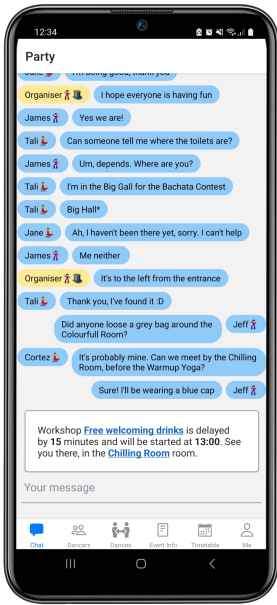 12:34
Party
Jane I'm doing good, thank you
Organiser I hope everyone is having fun
James Yes we are!
Tali Can someone tell me where the toilets are?
James Um, depends. Where are you?
Tali I'm in the Big Gall for the Bachata Contest
Tali Big Hall*
Jane Ah, I haven't been there yet, sorry. I can't help
James Me neither
Organiser It's to the left from the entrance
Tali Thank you, I've found it :D
Did anyone loose a grey bag around the Jeff
Colourfull Room?
Cortez It's probably mine. Can we meet by the Chilling
Room, before the Warmup Yoga?
Sure! I'll be wearing a blue cap Jeff
Workshop Free welcoming drinks is delayed
by 15 minutes and will be started at 13:00. See
you there, in the Chilling Room room.
Your message
Chat Dancers Dances Event Info Timetable Me